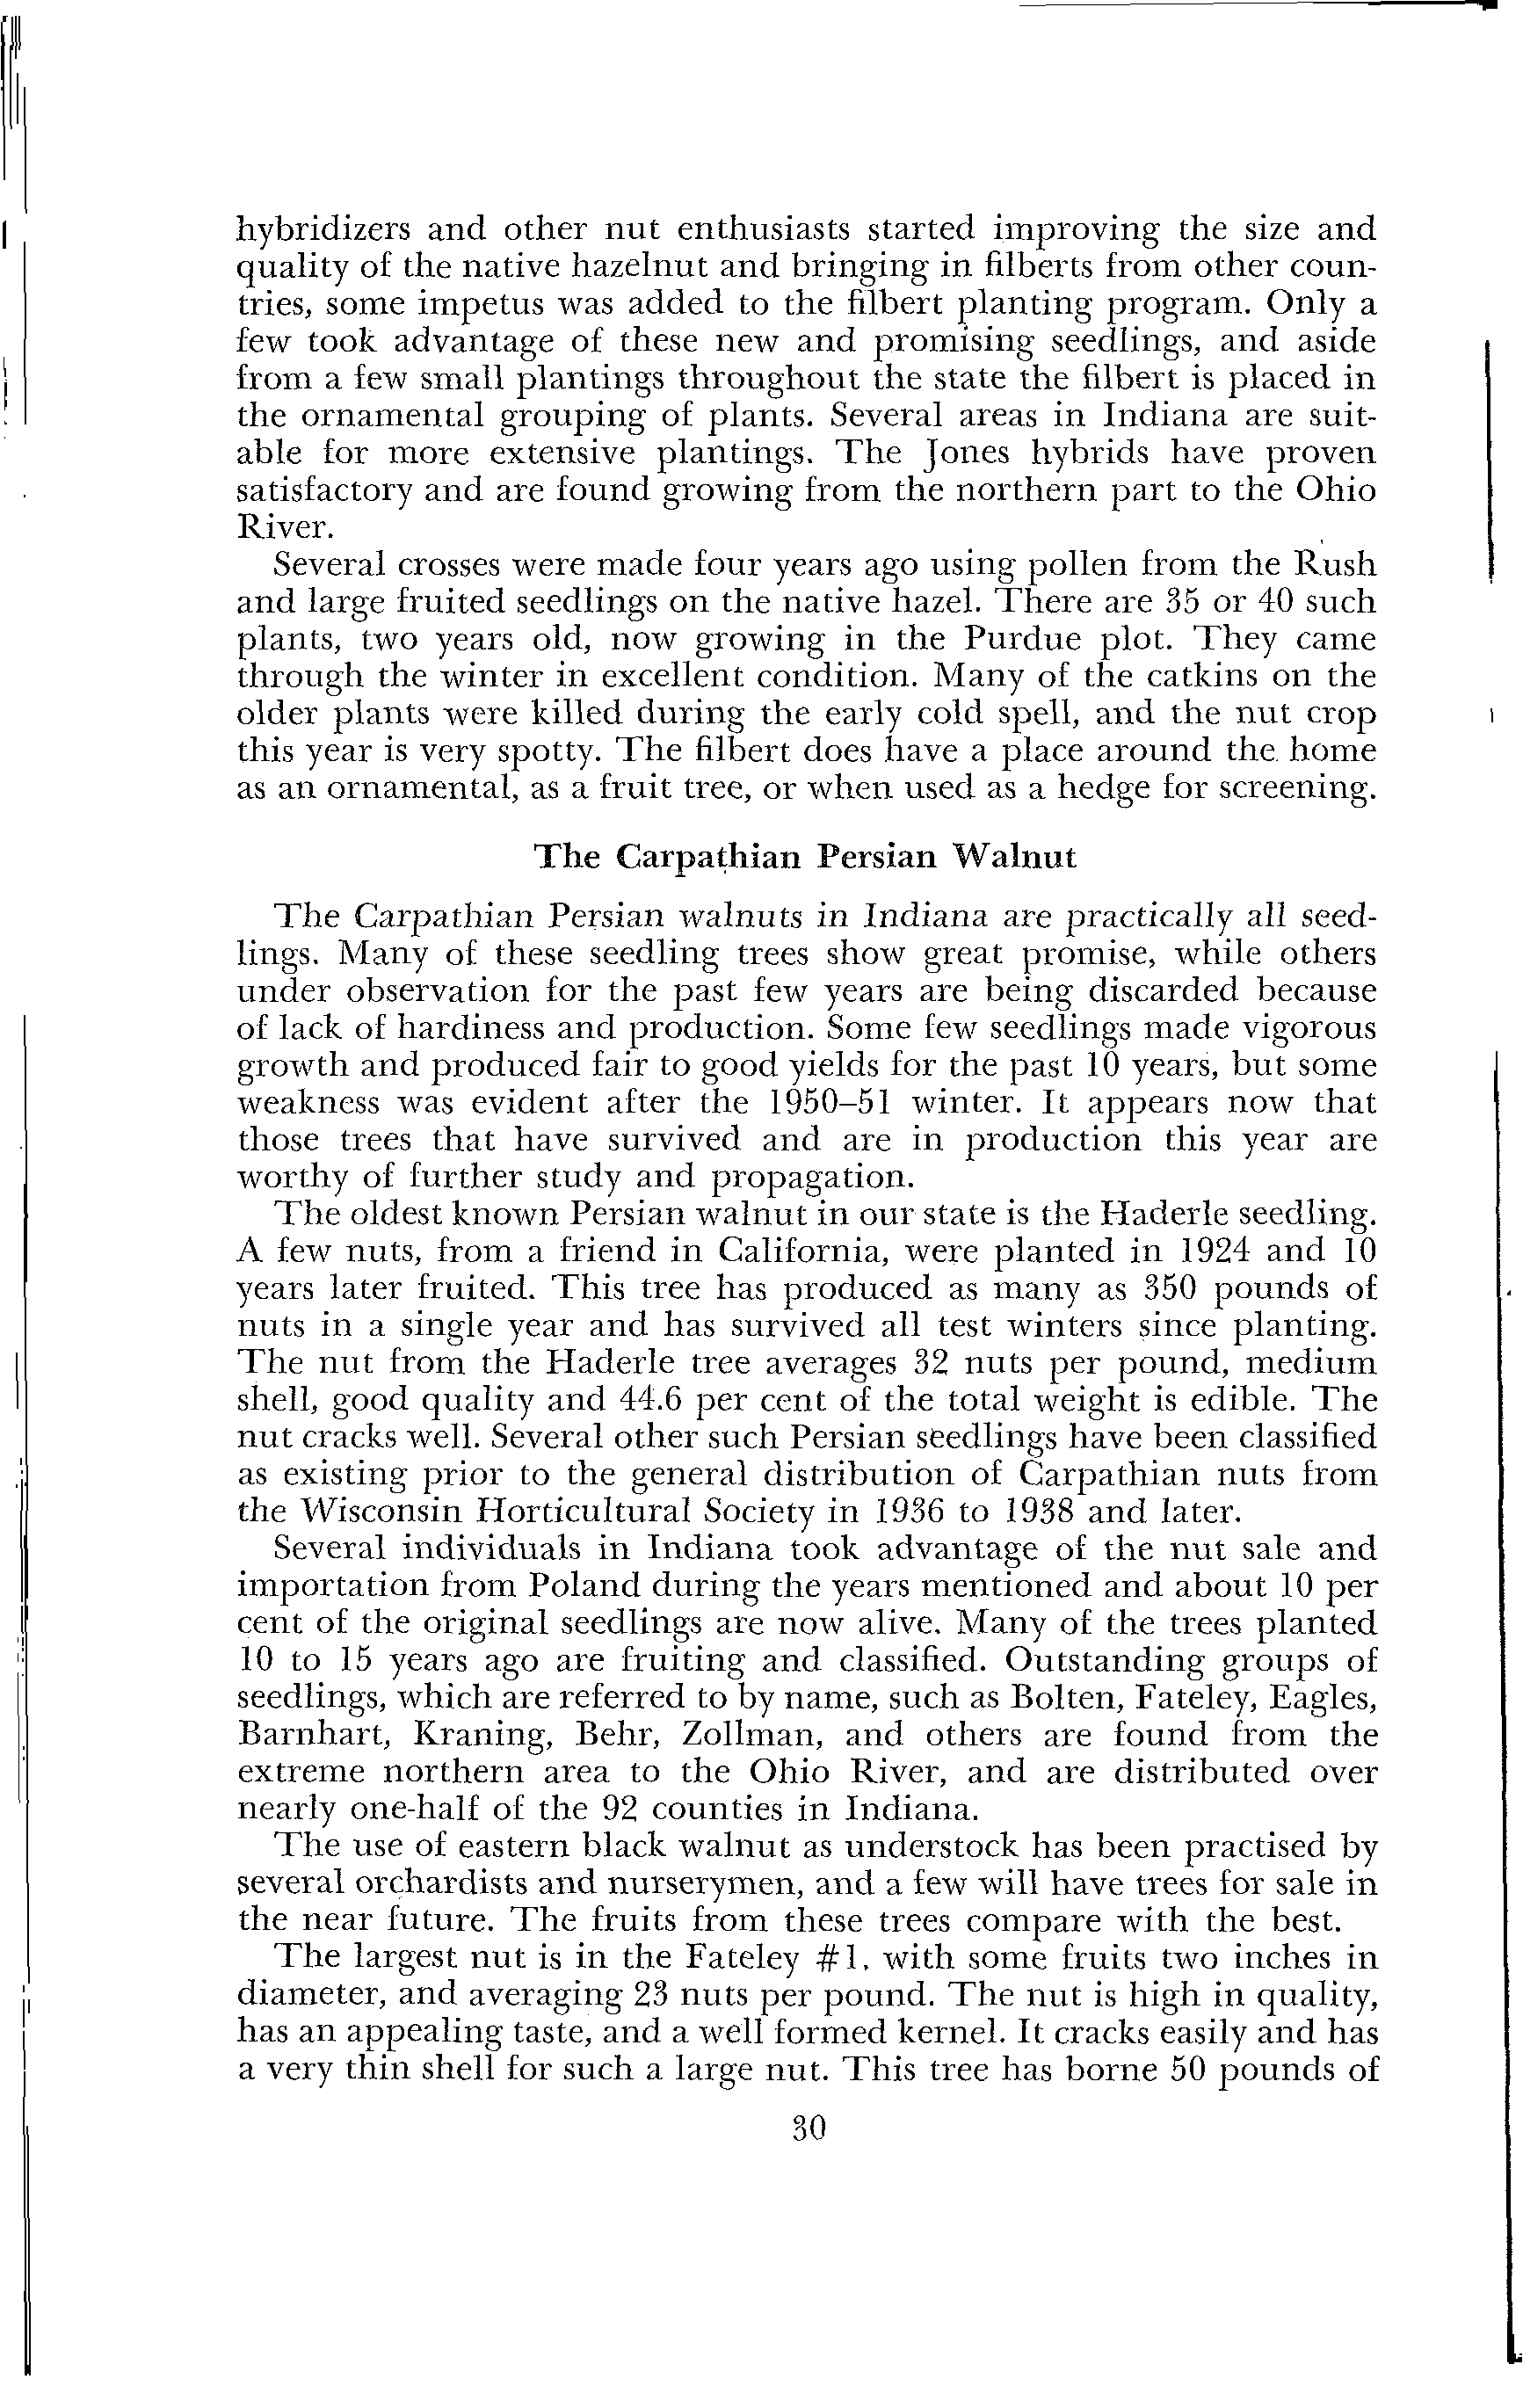 hybridizers and other nut enthusiasts started improving the size and
quality of the native hazelnut and bringing in filberts from other coun-
tries, some impetus was added to the filbert planting program. Only a
few took advantage of these new and promising seedlings, and aside
from a few small plantings throughout the state the filbert is placed in
the ornamental grouping of plants. Several areas in Indiana are suit-
able for more extensive plantings. The Jones hybrids have proven
satisfactory and are found growing from the northern part to the Ohio
River.
Several crosses were made four years ago using pollen from the Rush
and large fruited seedlings on the native hazel. There are 35 or 40 such
plants, two years old, now growing in the Purdue plot. They came
through the winter in excellent condition. Many of the catkins on the
older plants were killed during the early cold spell, and the nut crop
this year is very spotty. The filbert does have a place around the home
as an ornamental, as a fruit tree, or when used as a hedge for screening.
The Carpathian Persian Walnut
The Carpathian Persian walnuts in Indiana are practically all seed-
lings. Many of these seedling trees show great promise, while others
under observation for the past few years are being discarded because
of lack of hardiness and production. Some few seedlings made vigorous
growth and produced fair to good yields for the past 10 years, but some
weakness was evident after the 1950–51 winter. It appears now that
those trees that have survived and are in production this year are
worthy of further study and propagation.
The oldest known Persian walnut in our state is the Haderle seedling.
A few nuts, from a friend in California, were planted in 1924 and 10
years later fruited. This tree has produced as many as 350 pounds of
nuts in a single year and has survived all test winters since planting.
The nut from the Haderle tree averages 32 nuts per pound, medium
shell, good quality and 44.6 per cent of the total weight is edible. The
nut cracks well. Several other such Persian seedlings have been classified
as existing prior to the general distribution of Carpathian nuts from
the Wisconsin Horticultural Society in 1936 to 1938 and later.
Several individuals in Indiana took advantage of the nut sale and
importation from Poland during the years mentioned and about 10 per
cent of the original seedlings are now alive. Many of the trees planted
10 to 15 years ago are fruiting and classified. Outstanding groups of
seedlings, which are referred to by name, such as Bolten, Fateley, Eagles,
Barnhart, Kraning, Behr, Zollman, and others are found from the
extreme northern area to the Ohio River, and are distributed over
nearly one-half of the 92 counties in Indiana.
The use of eastern black walnut as understock has been practised by
several orchardists and nurserymen, and a few will have trees for sale in
the near future. The fruits from these trees compare with the best.
The largest nut is in the Fateley #1, with some fruits two inches in
diameter, and averaging 23 nuts per pound. The nut is high in quality,
has an appealing taste, and a well formed kernel. It cracks easily and has
a very thin shell for such a large nut. This tree has borne 50 pounds of
30